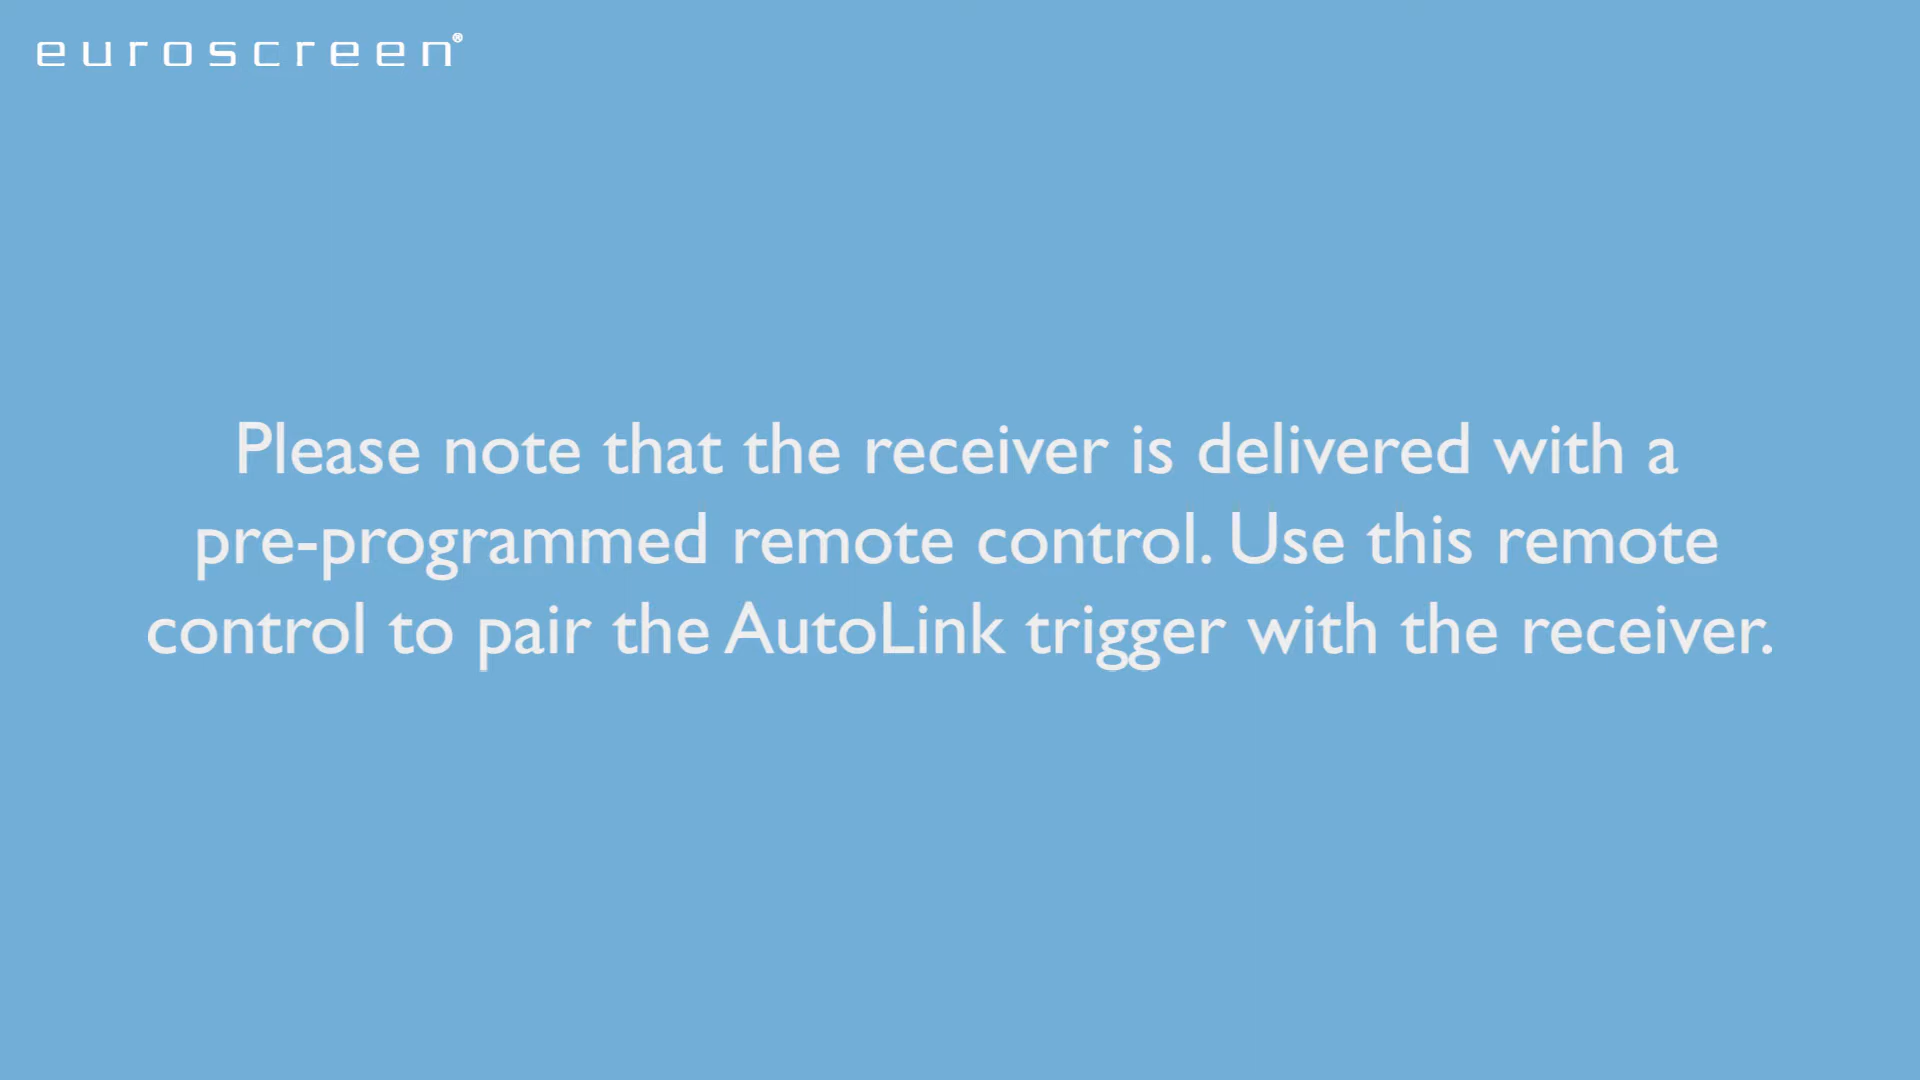 euroscreen®
Please note that the receiver is delivered with a
pre-programmed remote control. Use this remote
control to pair the AutoLink trigger with the receiver.